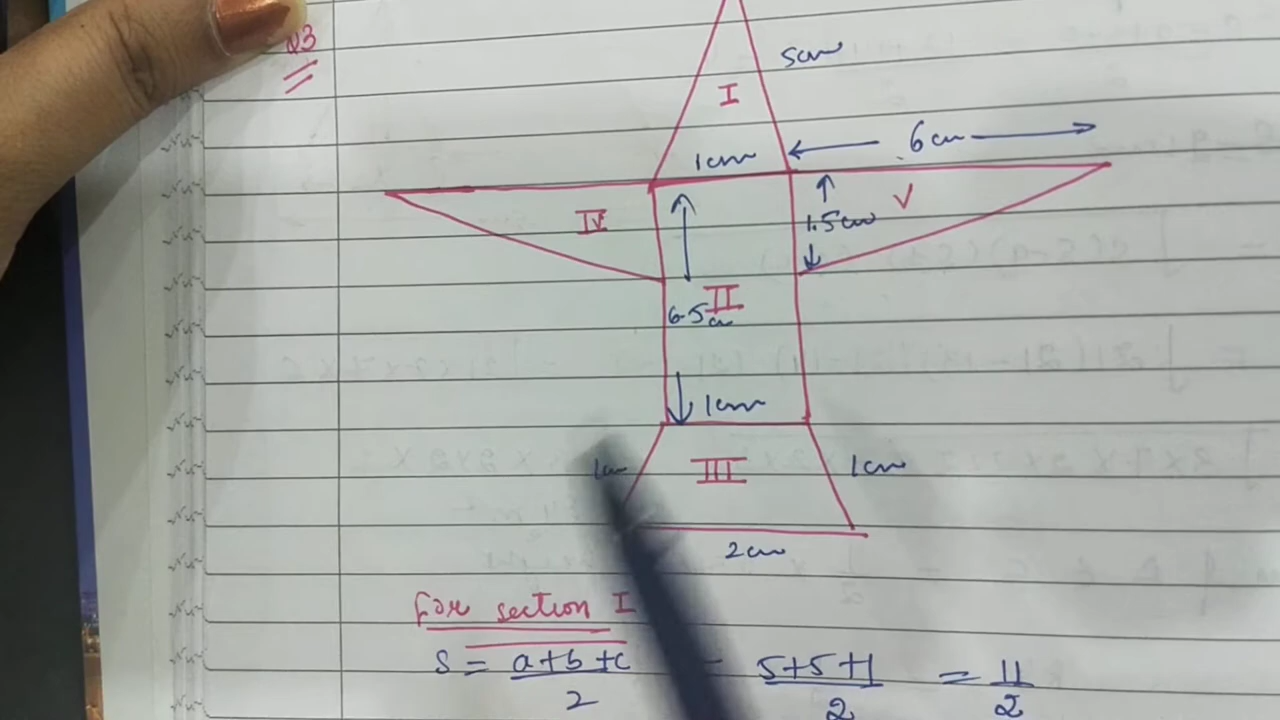 Q3
5cm
I
1cm
6cm
IV
1.5cm
V
II
6.5cm
1cm
1cm
III
1cm
2cm
For section I
S = a+b+c / 2 = 5+5+1 / 2 = 11 / 2